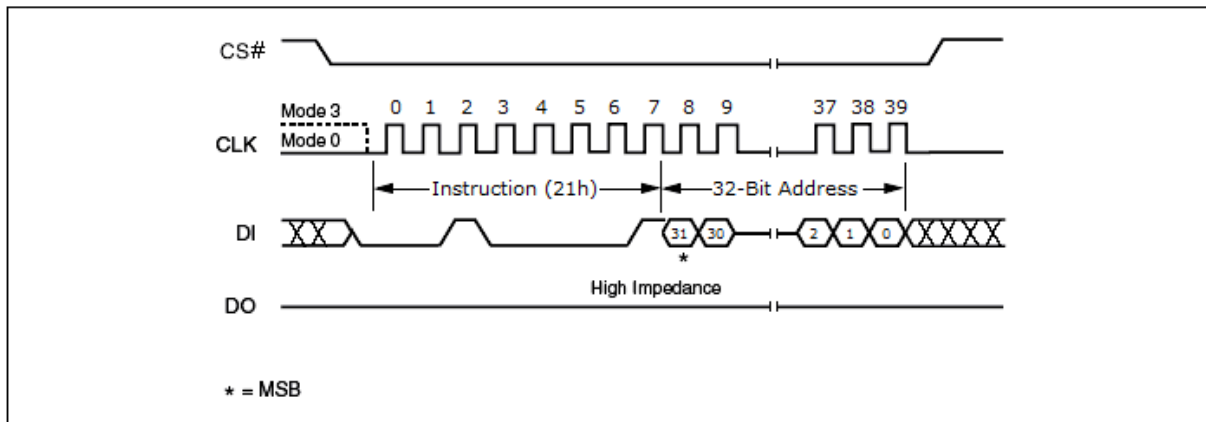 CS#
Mode 3
0 1 2 3 4 5 6 7 8 9 37 38 39
CLK
Mode 0
Instruction (21h)
32-Bit Address
DI
31 30 2 1 0
*
High Impedance
DO
* = MSB